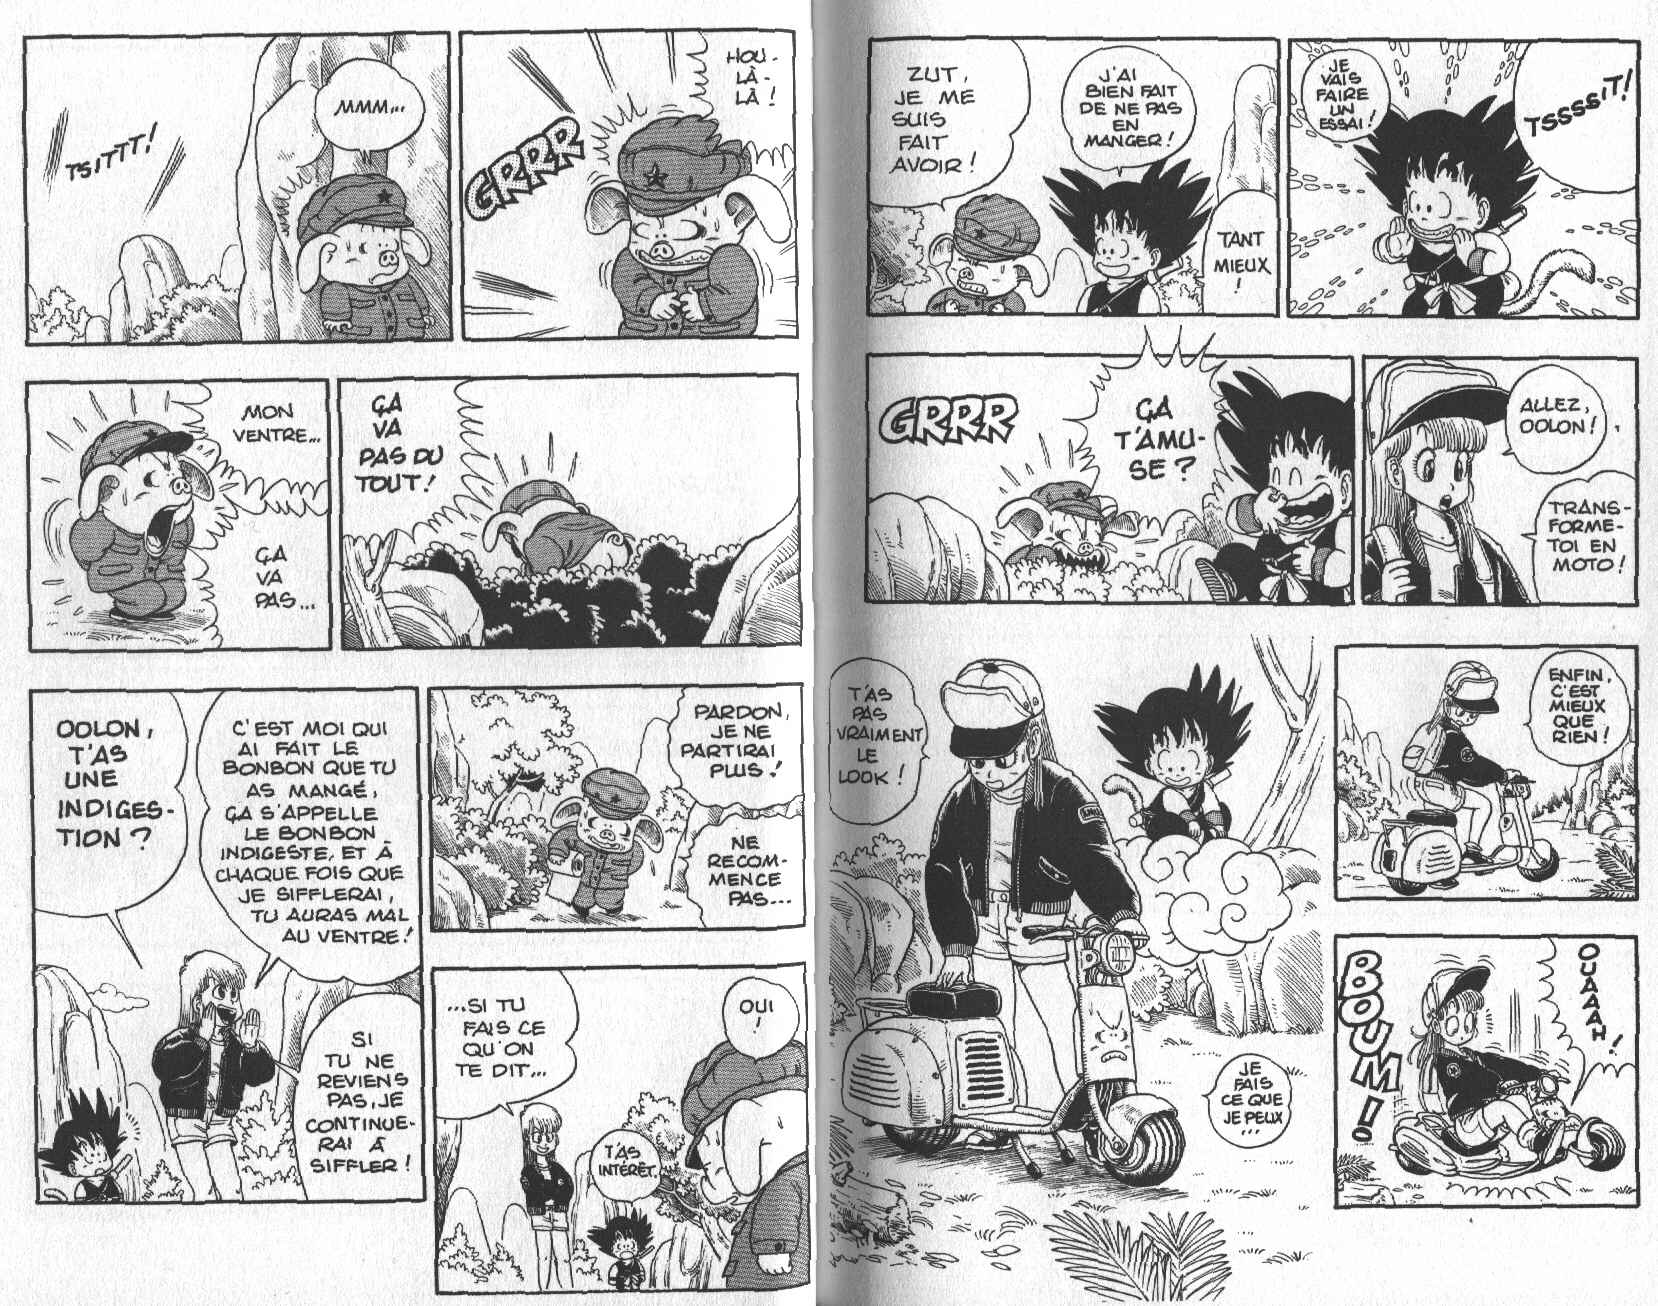 TSITTT!
MMM...
GRRR
HOU-
LÀ-
LÀ!
MON
VENTRE...
ÇA
VA
PAS...
ÇA
VA
PAS DU
TOUT!
OOLON,
T'AS
UNE
INDIGES-
TION?
C'EST MOI QUI
AI FAIT LE
BONBON QUE TU
AS MANGÉ,
ÇA S'APPELLE
LE BONBON
INDIGESTE, ET À
CHAQUE FOIS QUE
JE SIFFLERAI,
TU AURAS MAL
AU VENTRE!
SI
TU NE
REVIENS
PAS, JE
CONTINUE-
RAI À
SIFFLER!
PARDON,
JE NE
PARTIRAI
PLUS!
NE
RECOM-
MENCE
PAS...
...SI TU
FAIS CE
QU'ON
TE DIT...
OUI
!
T'AS
INTÉRÊT.
ZUT,
JE ME
SUIS
FAIT
AVOIR!
J'AI
BIEN FAIT
DE NE PAS
EN
MANGER!
TANT
MIEUX
!
JE
VAIS
FAIRE
UN
ESSAI!
TSSSSIT!
GRRR
ÇA
T'AMU-
SE?
ALLEZ,
OOLON!
TRANS-
FORME-
TOI EN
MOTO!
T'AS
PAS
VRAIMENT
LE
LOOK!
JE
FAIS
CE QUE
JE PEUX
...
ENFIN,
C'EST
MIEUX
QUE
RIEN!
BOUM!
OUAAAH!